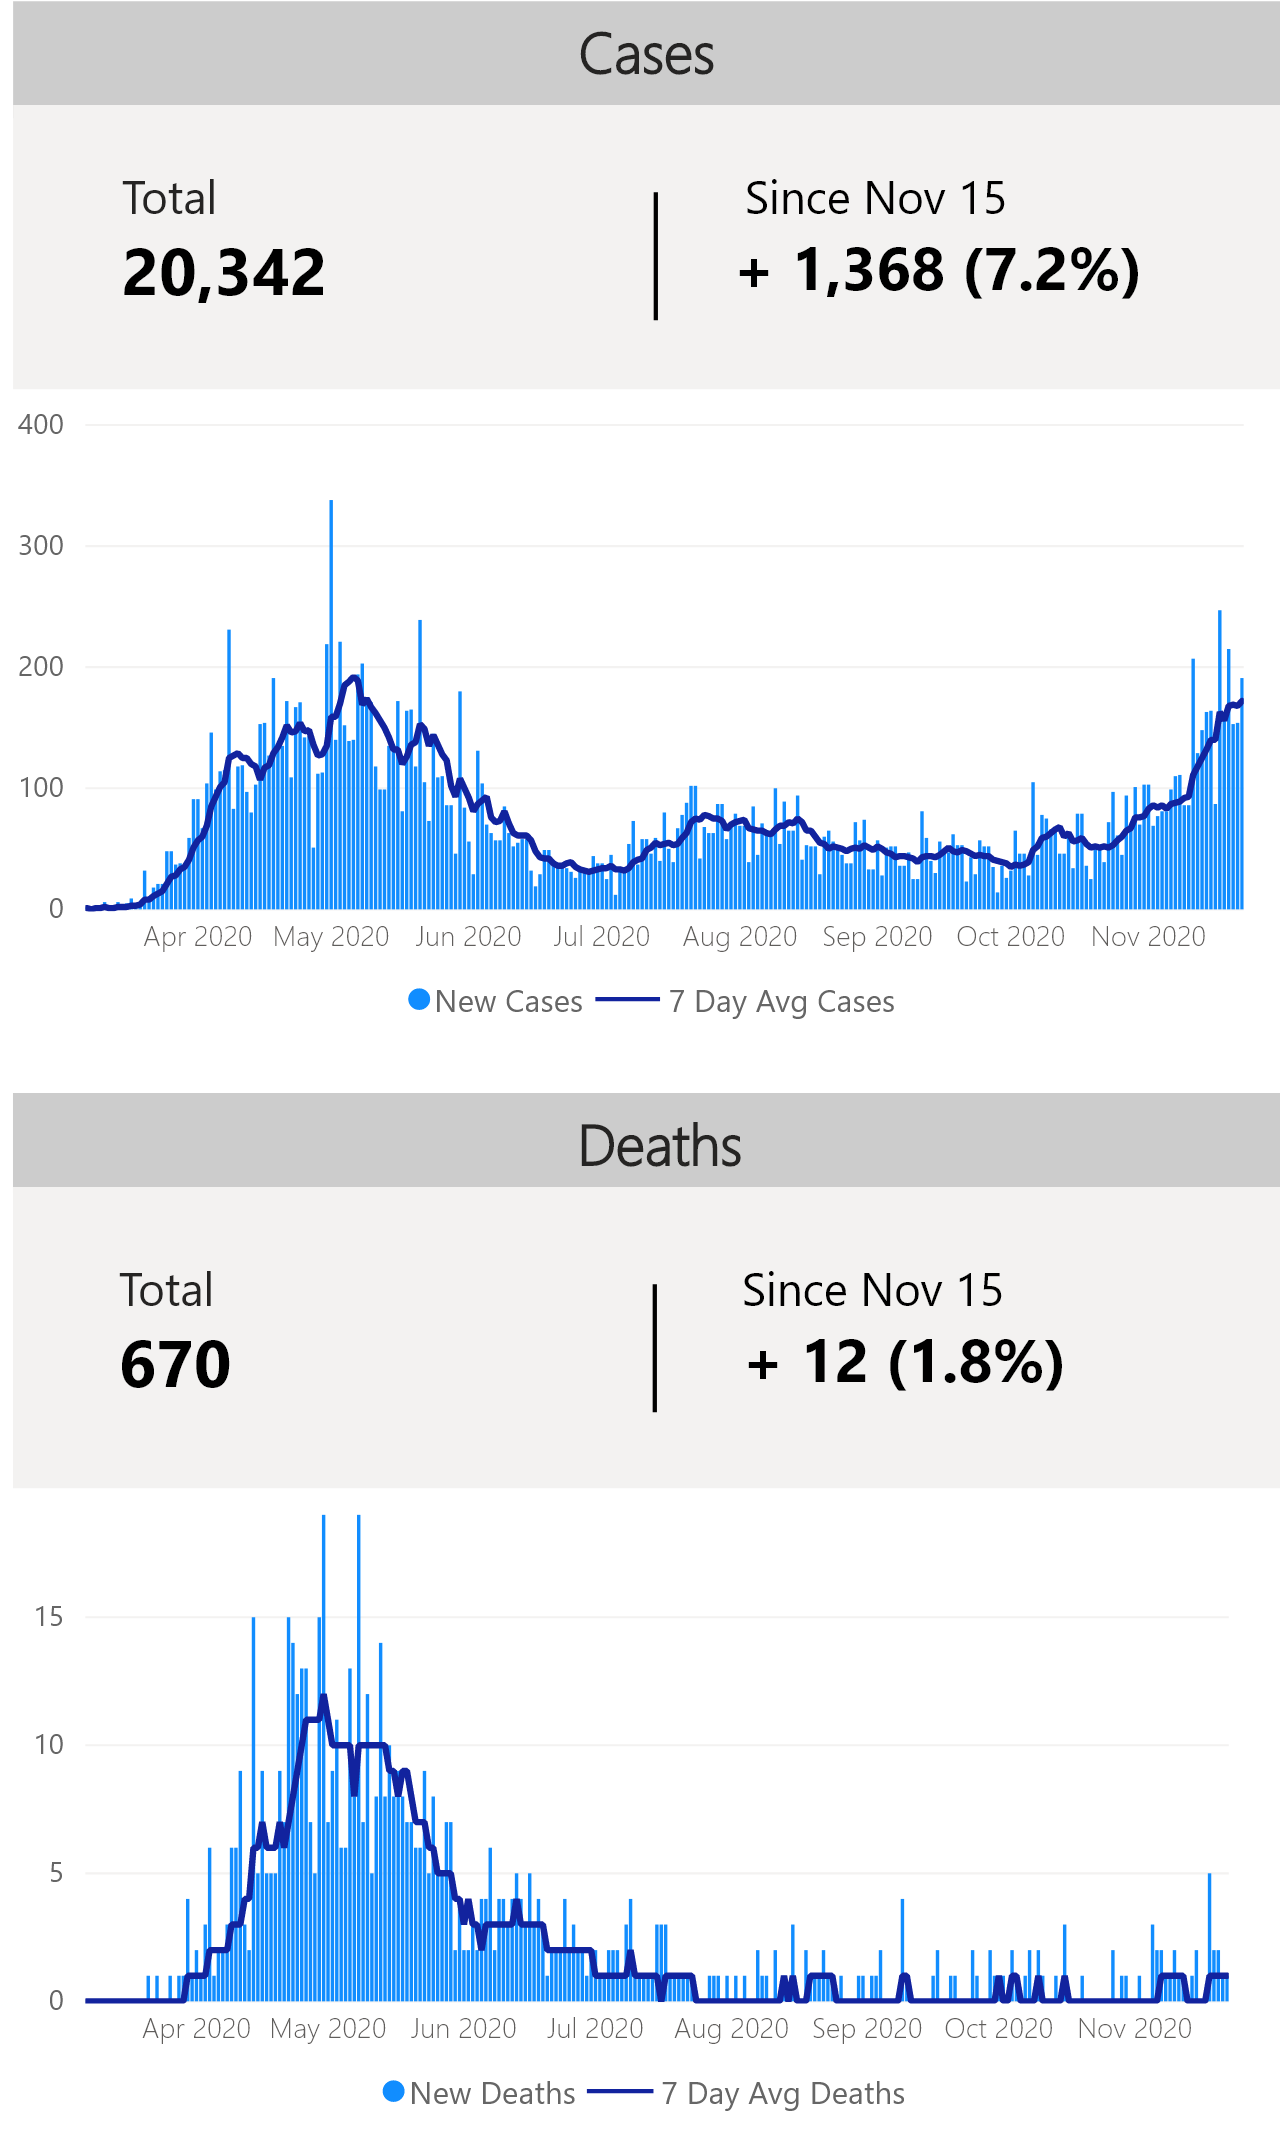 Cases
Total
Since Nov 15
20,342
+ 1,368 (7.2%)
400
300
200
100
0
Apr 2020 May 2020 Jun 2020 Jul 2020 Aug 2020 Sep 2020 Oct 2020 Nov 2020
New Cases 7 Day Avg Cases
Deaths
Total
Since Nov 15
670
+ 12 (1.8%)
15
10
5
0
Apr 2020 May 2020 Jun 2020 Jul 2020 Aug 2020 Sep 2020 Oct 2020 Nov 2020
New Deaths 7 Day Avg Deaths